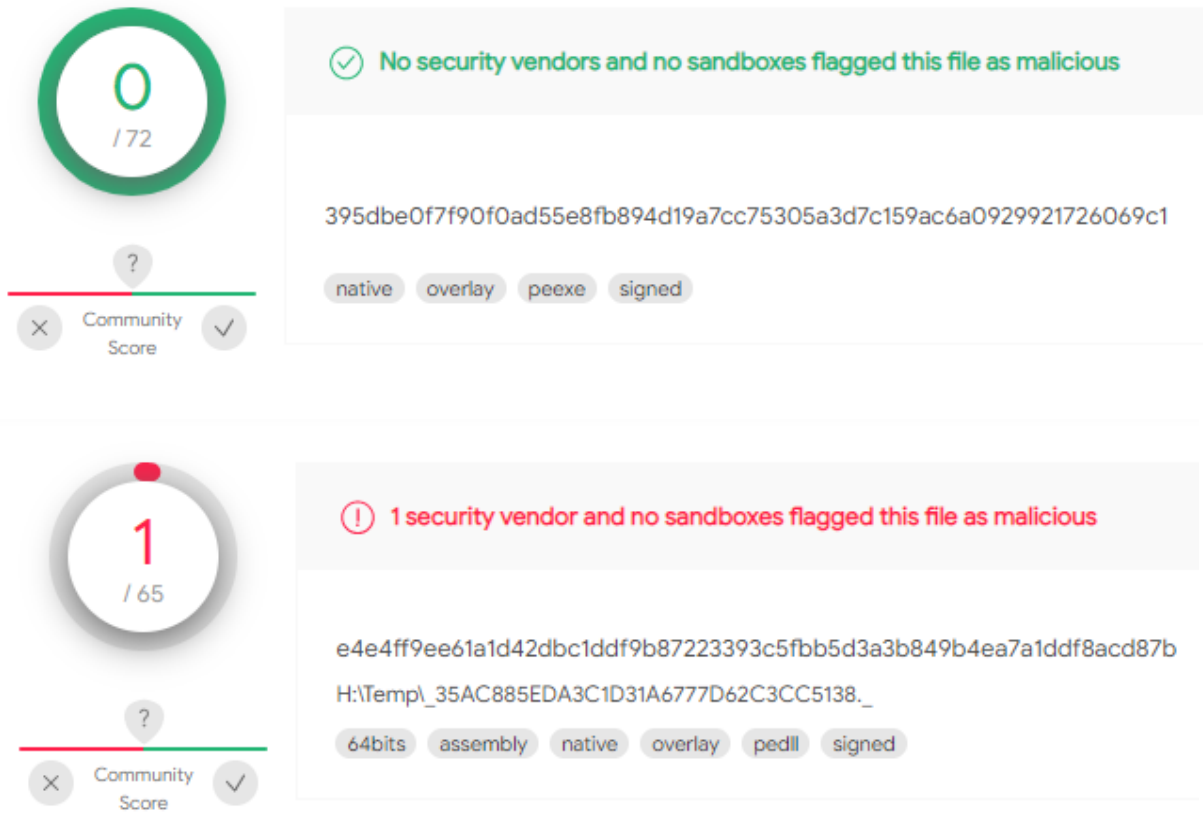 0
/ 72
No security vendors and no sandboxes flagged this file as malicious
395dbe0f7f90f0ad55e8fb894d19a7cc75305a3d7c159ac6a0929921726069c1
native overlay peexe signed
?
Community
Score
1
/ 65
1 security vendor and no sandboxes flagged this file as malicious
e4e4ff9ee61a1d42dbc1ddf9b87223393c5fbb5d3a3b849b4ea7a1ddf8acd87b
H:\Temp\_35AC885EDA3C1D31A6777D62C3CC5138._
64bits assembly native overlay pedll signed
?
Community
Score